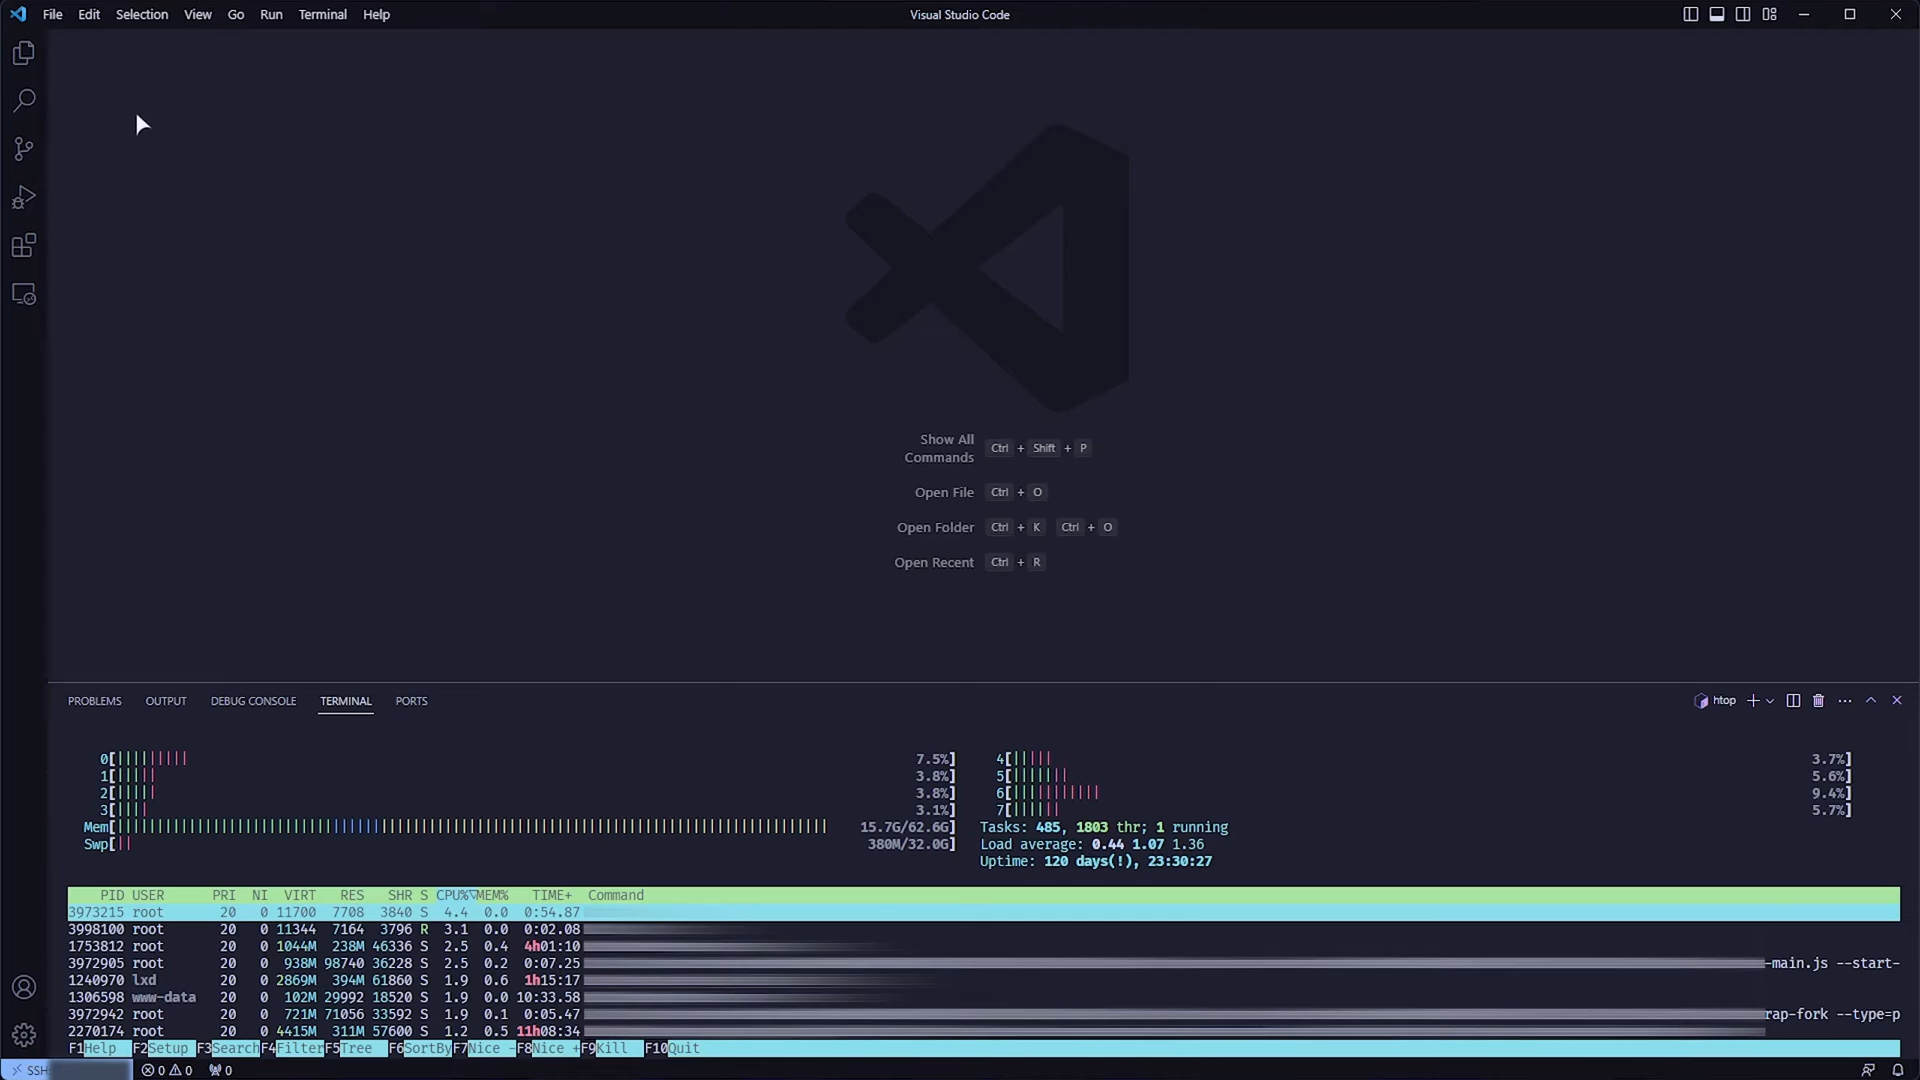 File Edit Selection View Go Run Terminal Help Visual Studio Code
Show All
Commands Ctrl + Shift + P
Open File Ctrl + O
Open Folder Ctrl + K Ctrl + O
Open Recent Ctrl + R
PROBLEMS OUTPUT DEBUG CONSOLE TERMINAL PORTS htop
0[|||||||||| 7.5%] 4[||||| 3.7%]
1[||||| 3.8%] 5[||||||| 5.6%]
2[||||| 3.8%] 6[||||||||||| 9.4%]
3[|||| 3.1%] 7[|||||| 5.7%]
Mem[||||||||||||||||||||||||||||||||||||||||||||||||||||||||||||||||||||||||||||||||||||||||| 15.7G/62.6G] Tasks: 485, 1803 thr; 1 running
Swp[|| 380M/32.0G] Load average: 0.44 1.07 1.36
Uptime: 120 days(!), 23:30:27
PID USER PRI NI VIRT RES SHR S CPU%▽MEM% TIME+ Command
3973215 root 20 0 11700 7708 3840 S 4.4 0.0 0:54.87
3998100 root 20 0 11344 7164 3796 R 3.1 0.0 0:02.08
1753812 root 20 0 1044M 238M 46336 S 2.5 0.4 4h01:10
3972905 root 20 0 938M 98740 36228 S 2.5 0.2 0:07.25 -main.js --start-
1240970 lxd 20 0 2869M 394M 61860 S 1.9 0.6 1h15:17
1306598 www-data 20 0 102M 29992 18520 S 1.9 0.0 10:33.58
3972942 root 20 0 721M 71056 33592 S 1.9 0.1 0:05.47 rap-fork --type=p
2270174 root 20 0 4415M 311M 57600 S 1.2 0.5 11h08:34
F1Help F2Setup F3SearchF4FilterF5Tree F6SortByF7Nice -F8Nice +F9Kill F10Quit
SSH: 0 0 0